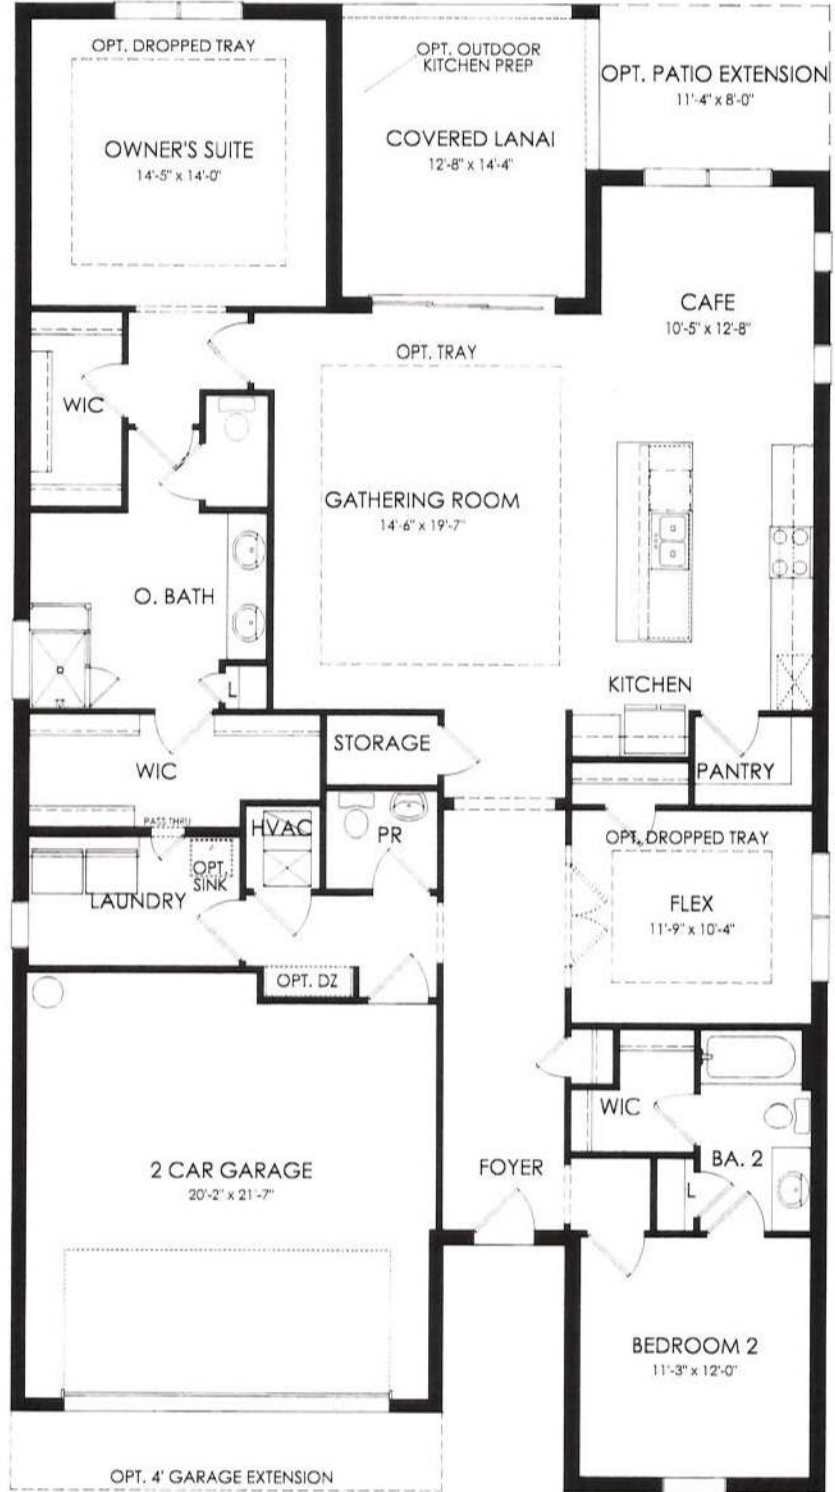 OPT. DROPPED TRAY
OWNER'S SUITE
14'-5" x 14'-0"
OPT. OUTDOOR
KITCHEN PREP
COVERED LANAI
12'-8" x 14'-4"
OPT. PATIO EXTENSION
11'-4" x 8'-0"
CAFE
10'-5" x 12'-8"
OPT. TRAY
WIC
GATHERING ROOM
14'-6" x 19'-7"
O. BATH
L
KITCHEN
STORAGE
WIC
PANTRY
PASS THRU
HVAC
PR
OPT. DROPPED TRAY
OPT.
SINK
LAUNDRY
FLEX
11'-9" x 10'-4"
OPT. DZ
WIC
BA. 2
2 CAR GARAGE
20'-2" x 21'-7"
FOYER
L
BEDROOM 2
11'-3" x 12'-0"
OPT. 4' GARAGE EXTENSION